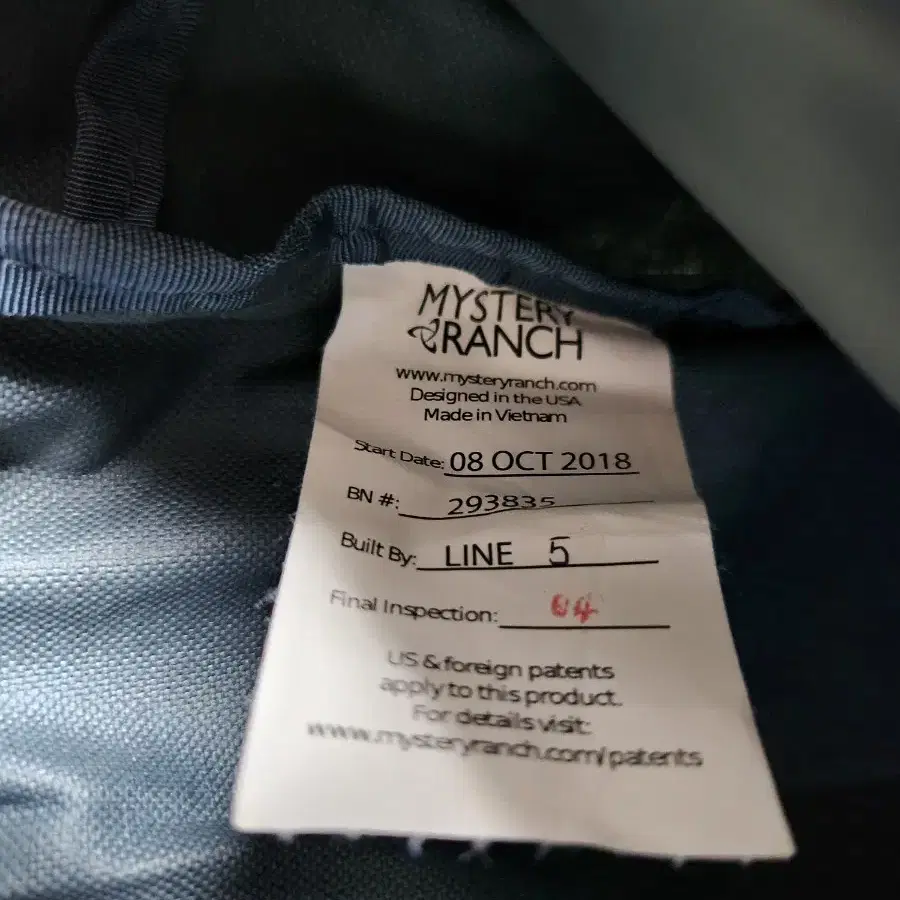 MYSTERY
RANCH
www.mysteryranch.com
Designed in the USA
Made in Vietnam
Start Date: 08 OCT 2018
BN #: 293835
Built By: LINE 5
Final Inspection: 04
US & foreign patents
apply to this product.
For details visit:
www.mysteryranch.com/patents